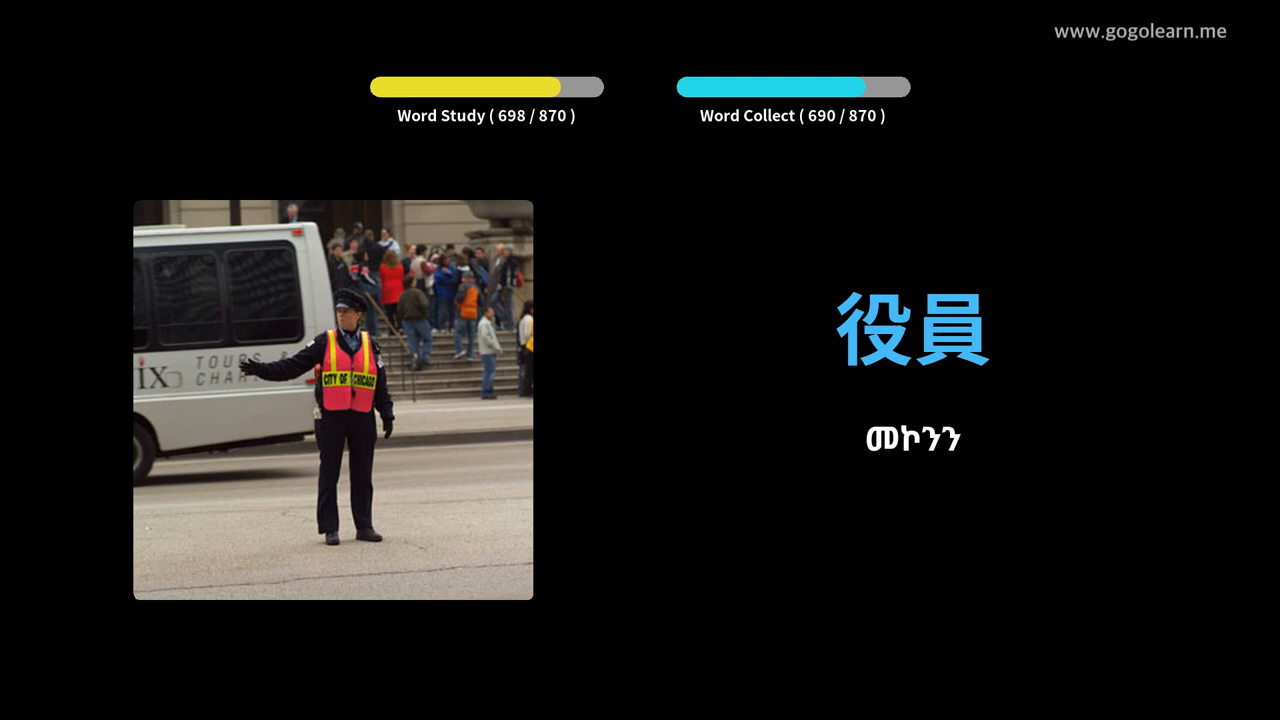 www.gogolearn.me
Word Study ( 698 / 870 )
Word Collect ( 690 / 870 )
役員
መኮንን
IX
TOURS &
CHAR
CITY OF CHICAGO